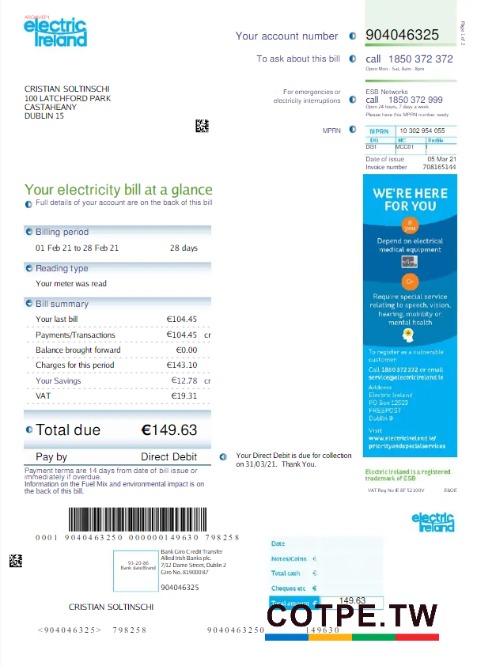 electric
Ireland
Your account number 904046325
To ask about this bill call 1850 372 372
Open Mon - Sat, 8am - 8pm
For emergencies or
electricity interruptions
ESB Networks
call 1850 372 999
Open 24 hours, 7 days a week
Please have this MPRN number ready
MPRN MPRN 10 302 954 055
DG MC Profile
DG1 MCC01 1
Date of issue 05 Mar 21
Invoice number 708165144
Page 1 of 2
CRISTIAN SOLTINSCHI
100 LATCHFORD PARK
CASTAHEANY
DUBLIN 15
Your electricity bill at a glance
Full details of your account are on the back of this bill
Billing period
01 Feb 21 to 28 Feb 21 28 days
Reading type
Your meter was read
Bill summary
Your last bill €104.45
Payments/Transactions €104.45 cr
Balance brought forward €0.00
Charges for this period €143.10
Your Savings €12.78 cr
VAT €19.31
Total due €149.63
Pay by Direct Debit
Payment terms are 14 days from date of bill issue or
immediately if overdue.
Information on the Fuel Mix and environmental impact is on
the back of this bill.
Your Direct Debit is due for collection
on 31/03/21. Thank You.
WE'RE HERE
FOR YOU
If
you
Depend on electrical
medical equipment
Or
Require special service
relating to speech, vision,
hearing, mobility or
mental health
To register as a vulnerable
customer
Call 1850 372 372 or email
service@electricireland.ie
Address
Electric Ireland
PO Box
FREEPOST
Dublin
Visit
www.electricireland.ie/
priorityandspecialservices
Electric Ireland is a registered
trademark of ESB
VAT Reg No IE E&OE
electric
Ireland
0001 9040463250 000000149630 798258
93-20-86
Bank Giro Credit Transfer
Allied Irish Banks plc.
7/12 Dame Street, Dublin 2
Giro No.
904046325
CRISTIAN SOLTINSCHI
Date
Notes/Coins €
Total cash €
Cheques etc €
Total amount € 149.63
COTPE.TW
<904046325> 798258 9040463250 149630